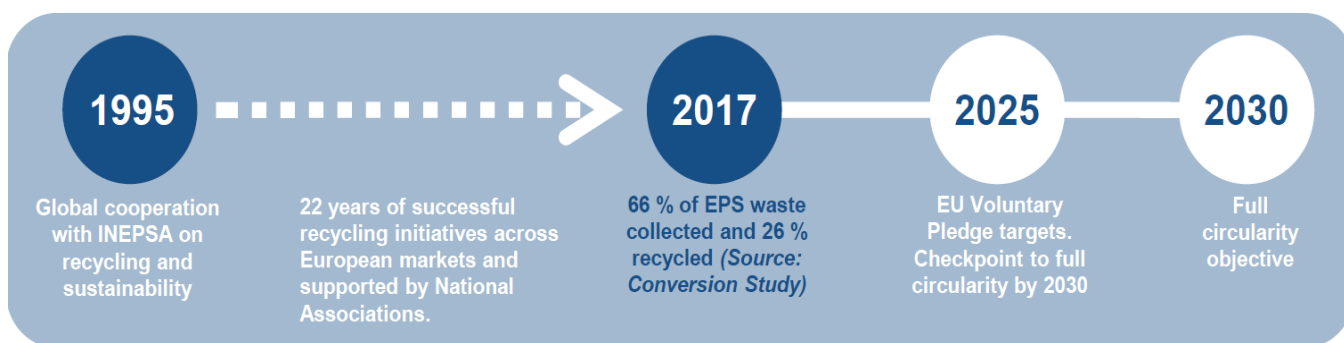 1995
2017
2025
2030
Global cooperation
with INEPSA on
recycling and
sustainability
22 years of successful
recycling initiatives across
European markets and
supported by National
Associations.
66 % of EPS waste
collected and 26 %
recycled (Source:
Conversion Study)
EU Voluntary
Pledge targets.
Checkpoint to full
circularity by 2030
Full
circularity
objective